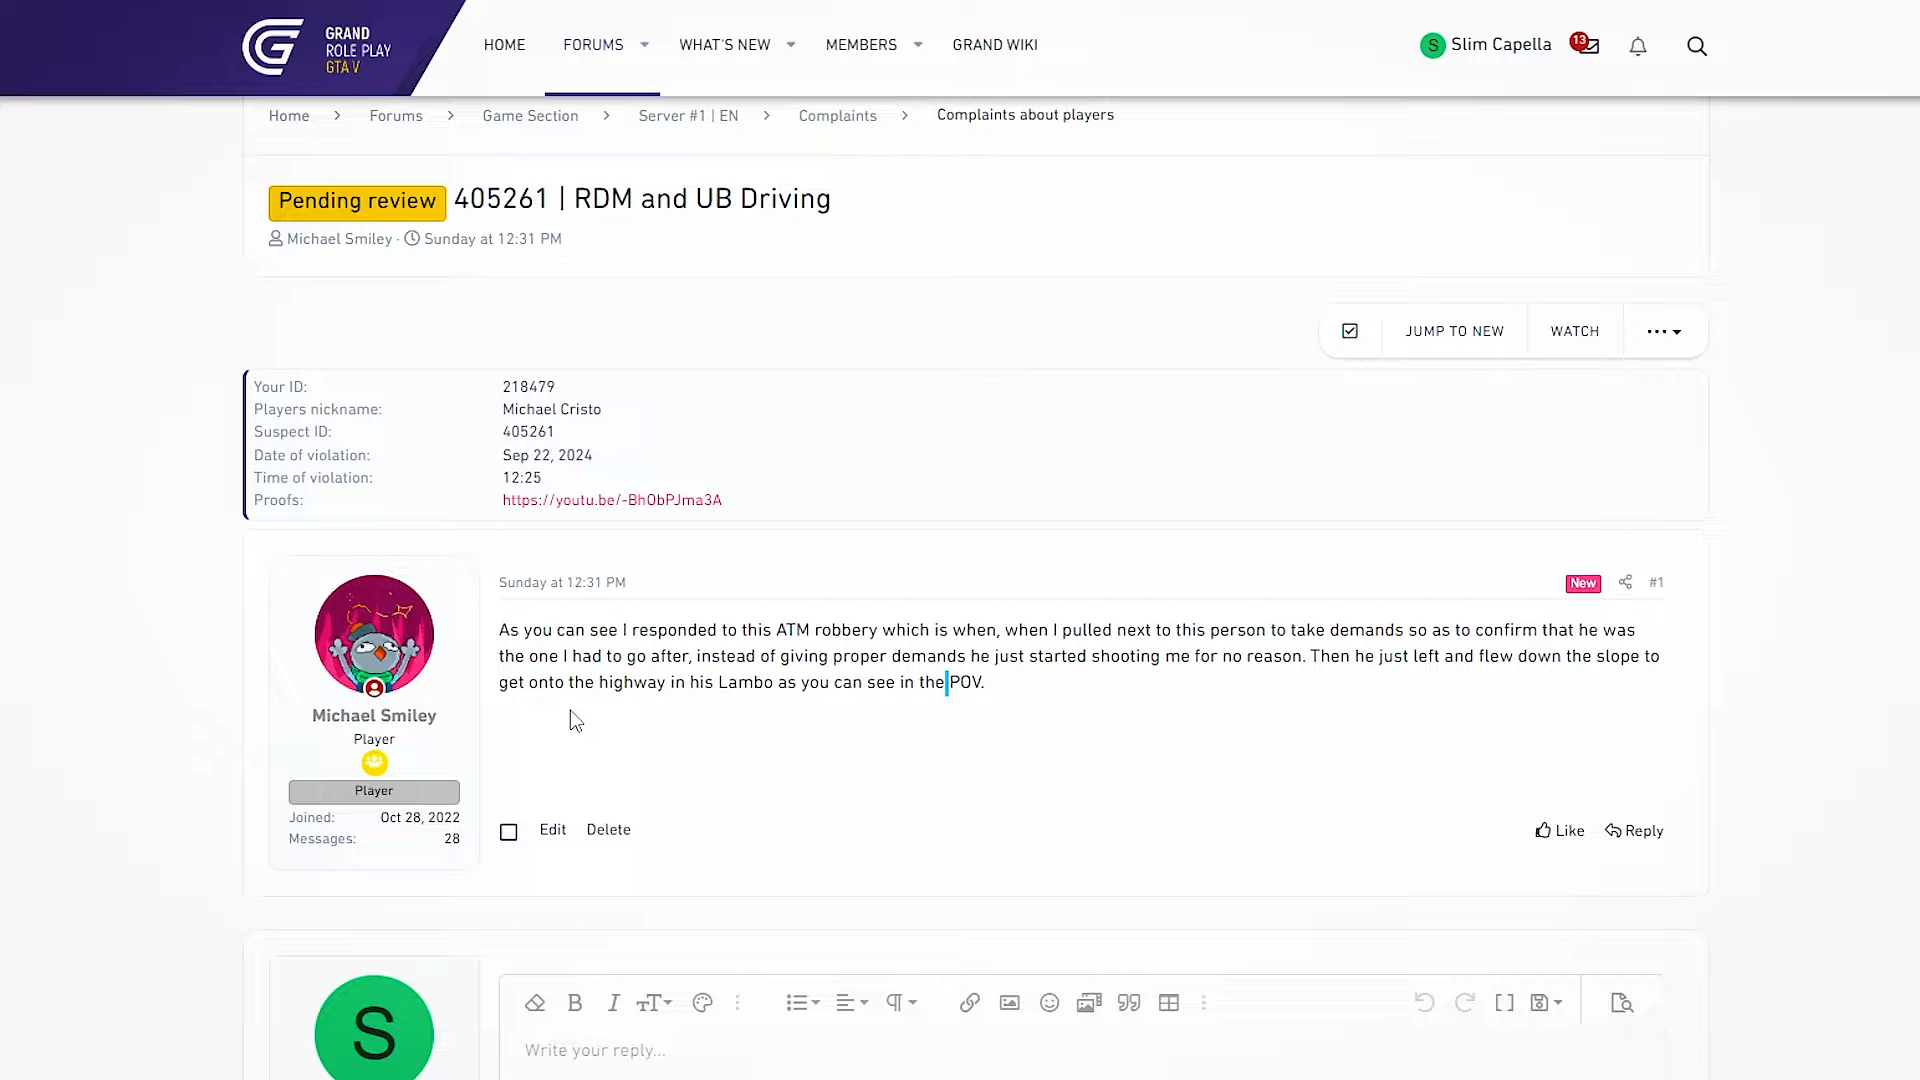 GRAND
ROLE PLAY
GTA V
HOME
FORUMS
WHAT'S NEW
MEMBERS
GRAND WIKI
S
Slim Capella
13
Home
Forums
Game Section
Server #1 | EN
Complaints
Complaints about players
Pending review 405261 | RDM and UB Driving
Michael Smiley · Sunday at 12:31 PM
JUMP TO NEW
WATCH
Your ID: 218479
Players nickname: Michael Cristo
Suspect ID: 405261
Date of violation: Sep 22, 2024
Time of violation: 12:25
Proofs: https://youtu.be/-BhObPJma3A
Michael Smiley
Player
Player
Joined: Oct 28, 2022
Messages: 28
Sunday at 12:31 PM
New
#1
As you can see I responded to this ATM robbery which is when, when I pulled next to this person to take demands so as to confirm that he was
the one I had to go after, instead of giving proper demands he just started shooting me for no reason. Then he just left and flew down the slope to
get onto the highway in his Lambo as you can see in the POV.
Edit
Delete
Like
Reply
S
B
I
Write your reply...